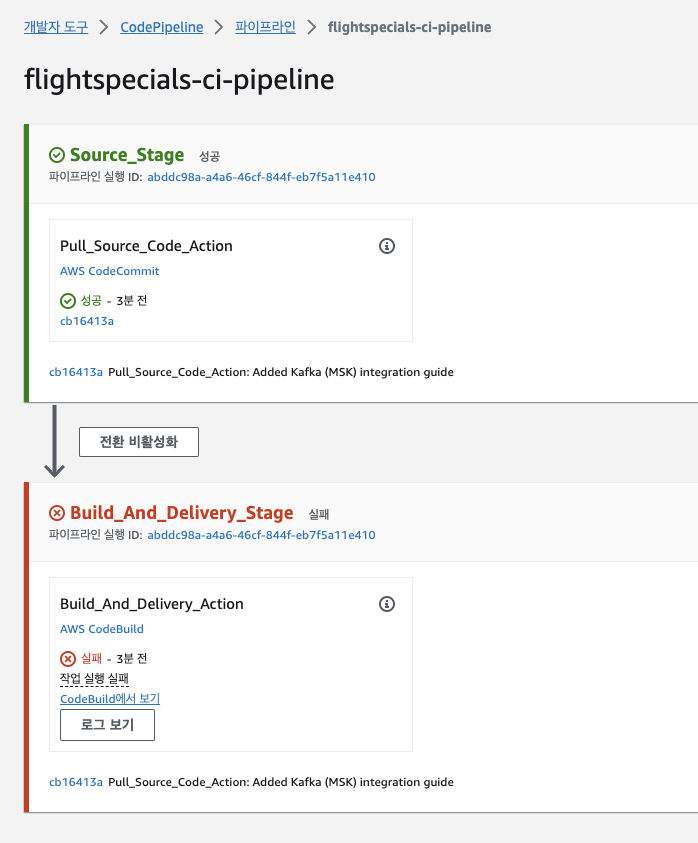 개발자 도구 > CodePipeline > 파이프라인 > flightspecials-ci-pipeline
flightspecials-ci-pipeline
Source_Stage 성공
파이프라인 실행 ID: abddc98a-a4a6-46cf-844f-eb7f5a11e410
Pull_Source_Code_Action
AWS CodeCommit
성공 - 3분 전
cb16413a
cb16413a Pull_Source_Code_Action: Added Kafka (MSK) integration guide
전환 비활성화
Build_And_Delivery_Stage 실패
파이프라인 실행 ID: abddc98a-a4a6-46cf-844f-eb7f5a11e410
Build_And_Delivery_Action
AWS CodeBuild
실패 - 3분 전
작업 실행 실패
CodeBuild에서 보기
로그 보기
cb16413a Pull_Source_Code_Action: Added Kafka (MSK) integration guide